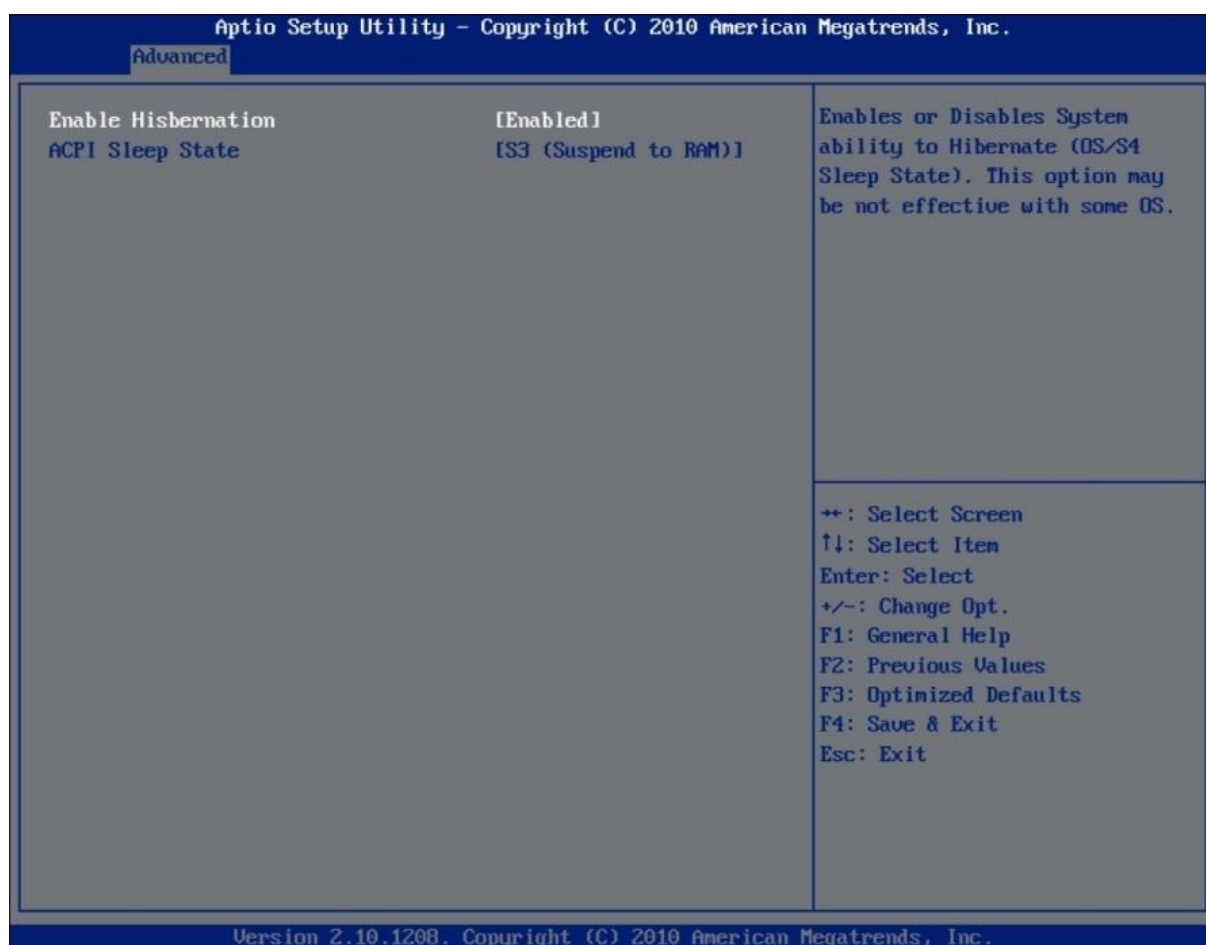 Aptio Setup Utility – Copyright (C) 2010 American Megatrends, Inc.
Advanced
Enable Hisbernation [Enabled]
ACPI Sleep State [S3 (Suspend to RAM)]
Enables or Disables System
ability to Hibernate (OS/S4
Sleep State). This option may
be not effective with some OS.
→←: Select Screen
↑↓: Select Item
Enter: Select
+/-: Change Opt.
F1: General Help
F2: Previous Values
F3: Optimized Defaults
F4: Save & Exit
Esc: Exit
Version 2.10.1208. Copyright (C) 2010 American Megatrends, Inc.